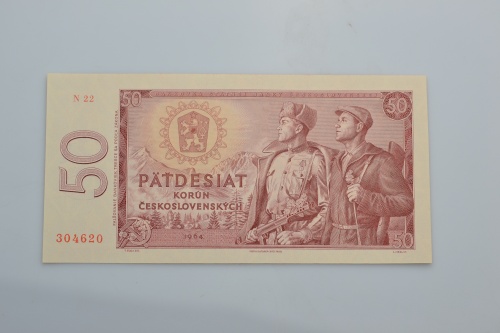 N 22
50
50
50
PÄŤDESIAT
KORÚN
ČESKOSLOVENSKÝCH
304620
1964
50